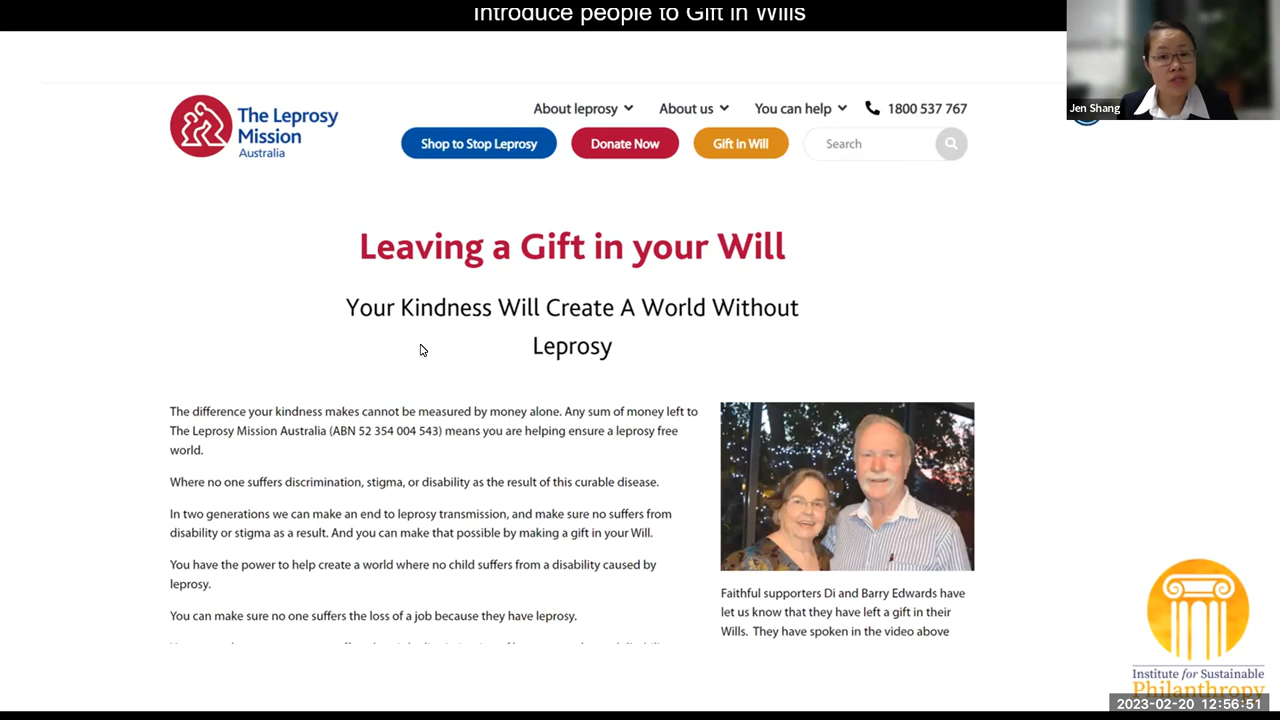 Introduce people to Gift in Wills
Jen Shang
The Leprosy
Mission
Australia
About leprosy
About us
You can help
1800 537 767
Shop to Stop Leprosy
Donate Now
Gift in Will
Search
Leaving a Gift in your Will
Your Kindness Will Create A World Without
Leprosy
The difference your kindness makes cannot be measured by money alone. Any sum of money left to
The Leprosy Mission Australia (ABN 52 354 004 543) means you are helping ensure a leprosy free
world.
Where no one suffers discrimination, stigma, or disability as the result of this curable disease.
In two generations we can make an end to leprosy transmission, and make sure no suffers from
disability or stigma as a result. And you can make that possible by making a gift in your Will.
You have the power to help create a world where no child suffers from a disability caused by
leprosy.
You can make sure no one suffers the loss of a job because they have leprosy.
Faithful supporters Di and Barry Edwards have
let us know that they have left a gift in their
Wills. They have spoken in the video above
Institute for Sustainable
Philanthropy
2023-02-20 12:56:51